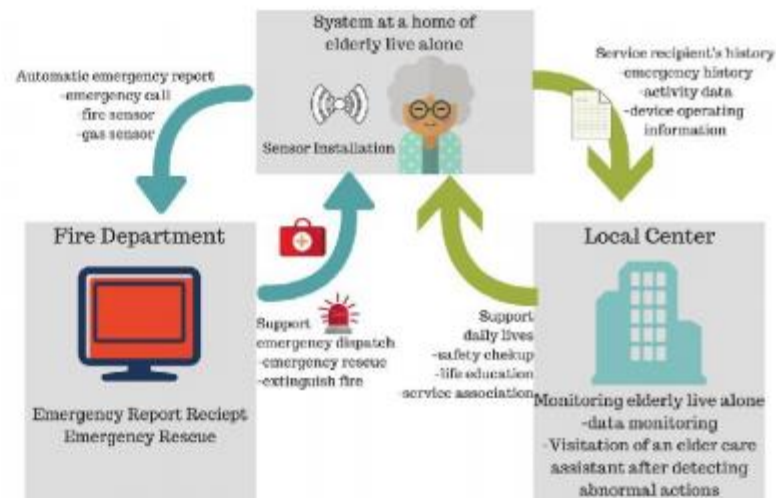 System at a home of
elderly live alone
Sensor Installation
Automatic emergency report
-emergency call
fire sensor
-gas sensor
Service recipient's history
-emergency history
-activity data
-device operating
information
Fire Department
Emergency Report Reciept
Emergency Rescue
Support
emergency dispatch
-emergency rescue
-extinguish fire
Support
daily lives
-safety chekup
-life education
-service association
Local Center
Monitoring elderly live alone
-data monitoring
-Visitation of an elder care
assistant after detecting
abnormal actions